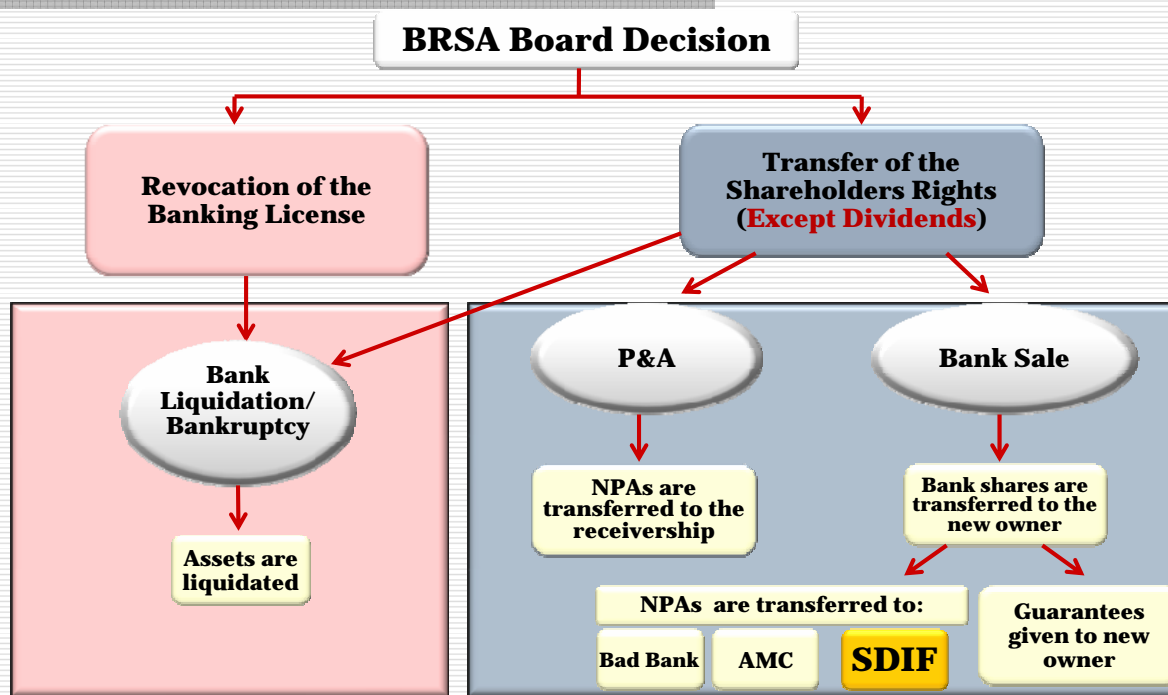 BRSA Board Decision
Revocation of the
Banking License
Transfer of the
Shareholders Rights
(Except Dividends)
Bank
Liquidation/
Bankruptcy
P&A
Bank Sale
Assets are
liquidated
NPAs are
transferred to the
receivership
Bank shares are
transferred to the
new owner
NPAs are transferred to:
Bad Bank
AMC
SDIF
Guarantees
given to new
owner